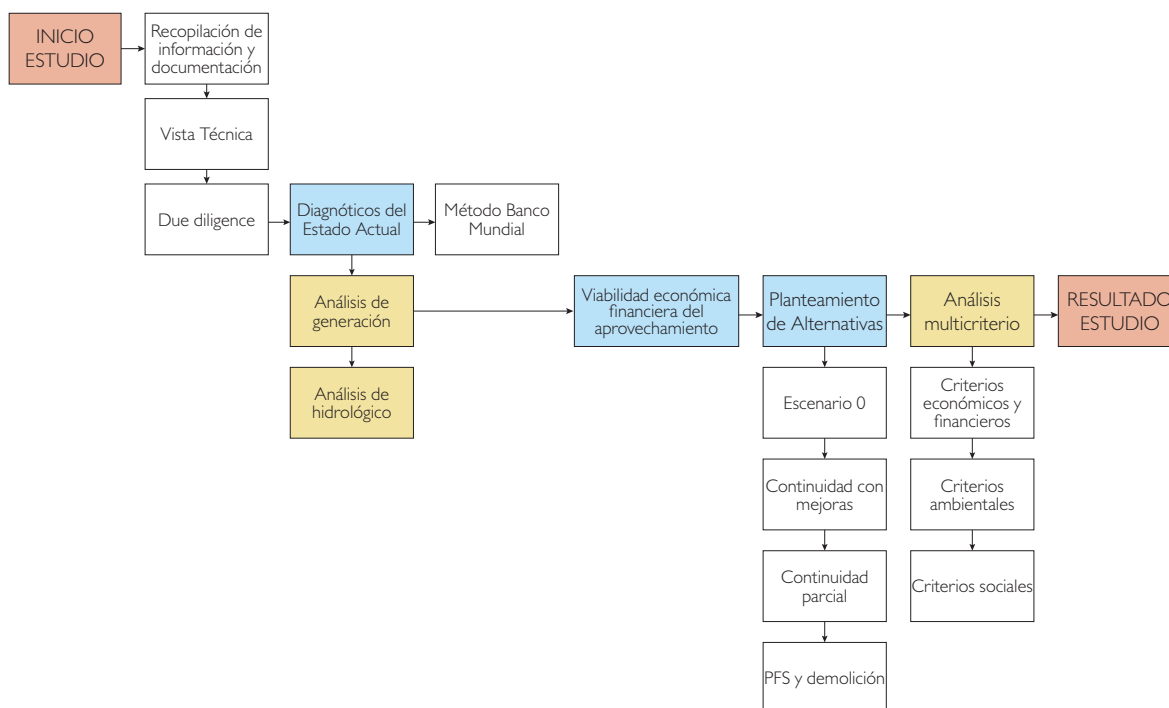 INICIO
ESTUDIO
Recopilación de
información y
documentación
Vista Técnica
Due diligence
Diagnóticos del
Estado Actual
Método Banco
Mundial
Análisis de
generación
Análisis de
hidrológico
Viabilidad económica
financiera del
aprovechamiento
Planteamiento
de Alternativas
Análisis
multicriterio
RESULTADO
ESTUDIO
Escenario 0
Continuidad con
mejoras
Continuidad
parcial
PFS y demolición
Criterios
económicos y
financieros
Criterios
ambientales
Criterios sociales